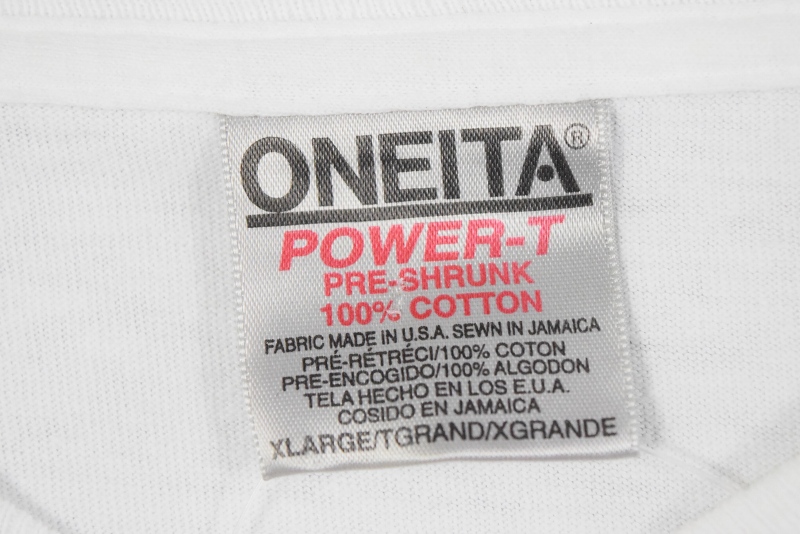 ONEITA®
POWER-T
PRE-SHRUNK
100% COTTON
FABRIC MADE IN U.S.A. SEWN IN JAMAICA
PRÉ-RÉTRÉCI/100% COTON
PRE-ENCOGIDO/100% ALGODON
TELA HECHO EN LOS E.U.A.
COSIDO EN JAMAICA
XLARGE/TGRAND/XGRANDE